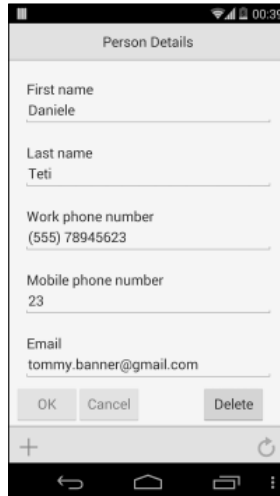 00:39
Person Details
First name
Daniele
Last name
Teti
Work phone number
(555) 78945623
Mobile phone number
23
Email
tommy.banner@gmail.com
OK Cancel Delete